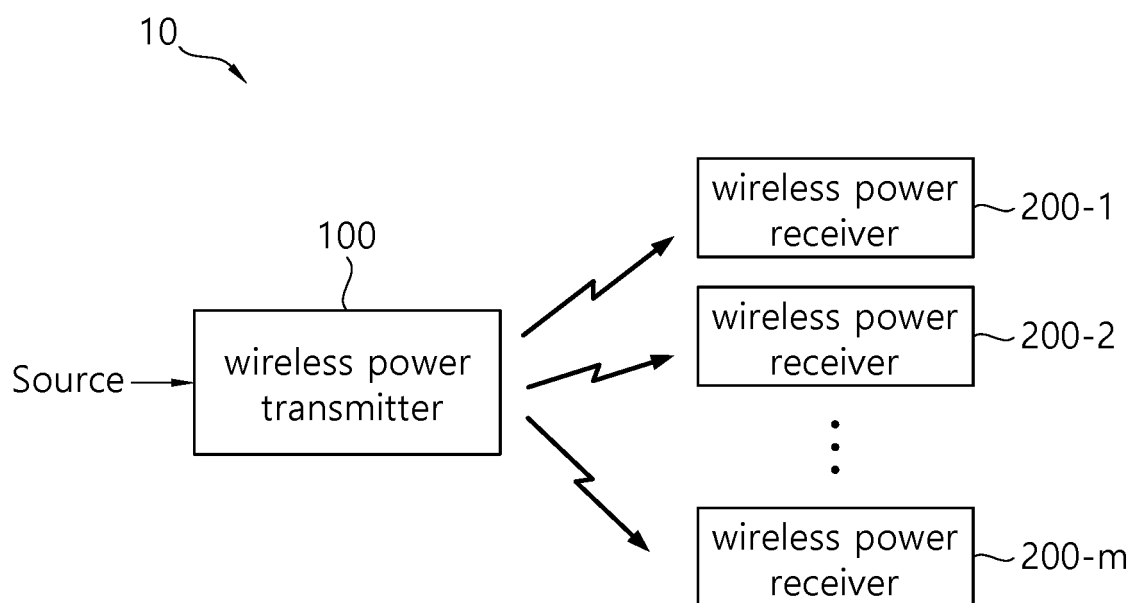 10
wireless power
receiver
200-1
100
wireless power
receiver
200-2
Source
wireless power
transmitter
wireless power
receiver
200-m